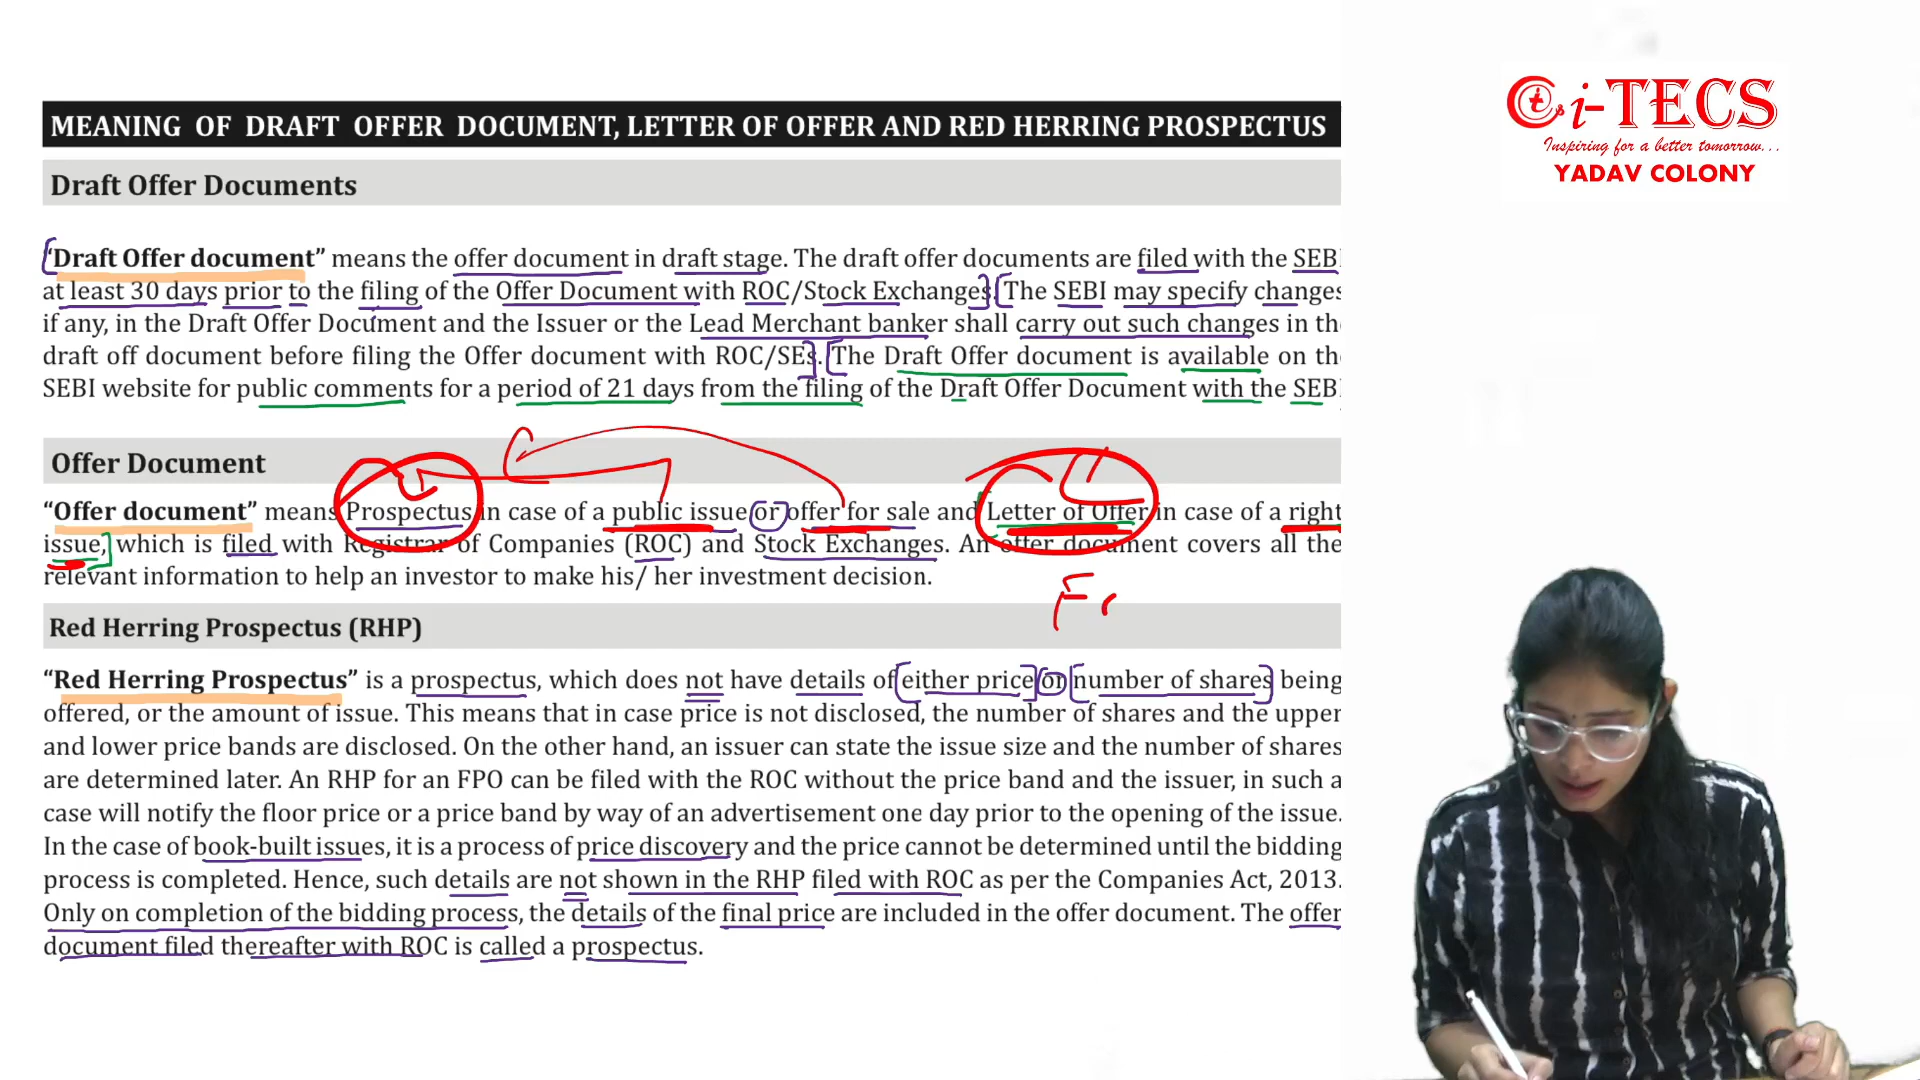 MEANING OF DRAFT OFFER DOCUMENT, LETTER OF OFFER AND RED HERRING PROSPECTUS
Draft Offer Documents
“Draft Offer document” means the offer document in draft stage. The draft offer documents are filed with the SEBI
at least 30 days prior to the filing of the Offer Document with ROC/Stock Exchanges. The SEBI may specify changes
if any, in the Draft Offer Document and the Issuer or the Lead Merchant banker shall carry out such changes in the
draft off document before filing the Offer document with ROC/SEs. The Draft Offer document is available on the
SEBI website for public comments for a period of 21 days from the filing of the Draft Offer Document with the SEBI
Offer Document
“Offer document” means Prospectus in case of a public issue or offer for sale and Letter of Offer in case of a right
issue, which is filed with Registrar of Companies (ROC) and Stock Exchanges. An offer document covers all the
relevant information to help an investor to make his/ her investment decision.
Red Herring Prospectus (RHP)
“Red Herring Prospectus” is a prospectus, which does not have details of either price or number of shares being
offered, or the amount of issue. This means that in case price is not disclosed, the number of shares and the upper
and lower price bands are disclosed. On the other hand, an issuer can state the issue size and the number of shares
are determined later. An RHP for an FPO can be filed with the ROC without the price band and the issuer, in such a
case will notify the floor price or a price band by way of an advertisement one day prior to the opening of the issue.
In the case of book-built issues, it is a process of price discovery and the price cannot be determined until the bidding
process is completed. Hence, such details are not shown in the RHP filed with ROC as per the Companies Act, 2013.
Only on completion of the bidding process, the details of the final price are included in the offer document. The offer
document filed thereafter with ROC is called a prospectus.
i-TECS
Inspiring for a better tomorrow...
YADAV COLONY